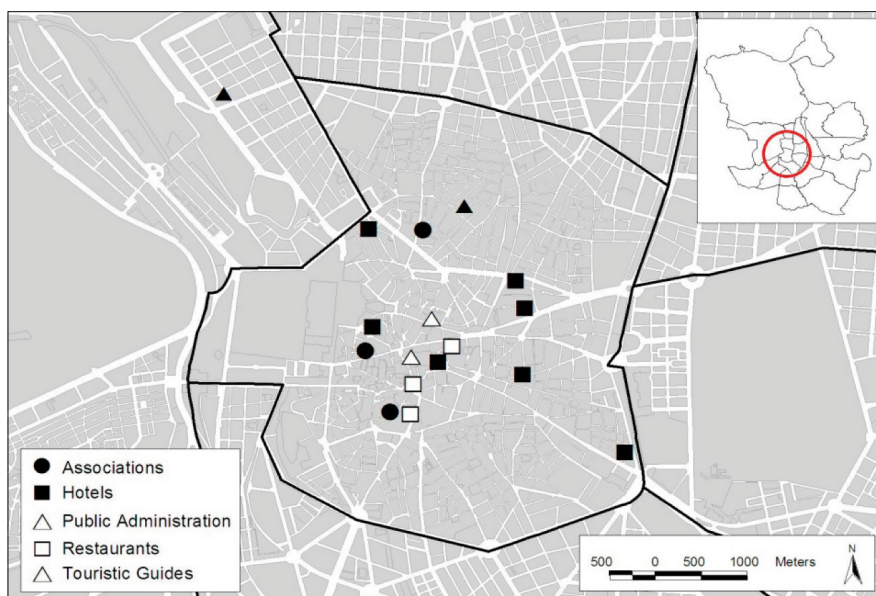 Associations
Hotels
Public Administration
Restaurants
Touristic Guides
500 0 500 1000 Meters
N